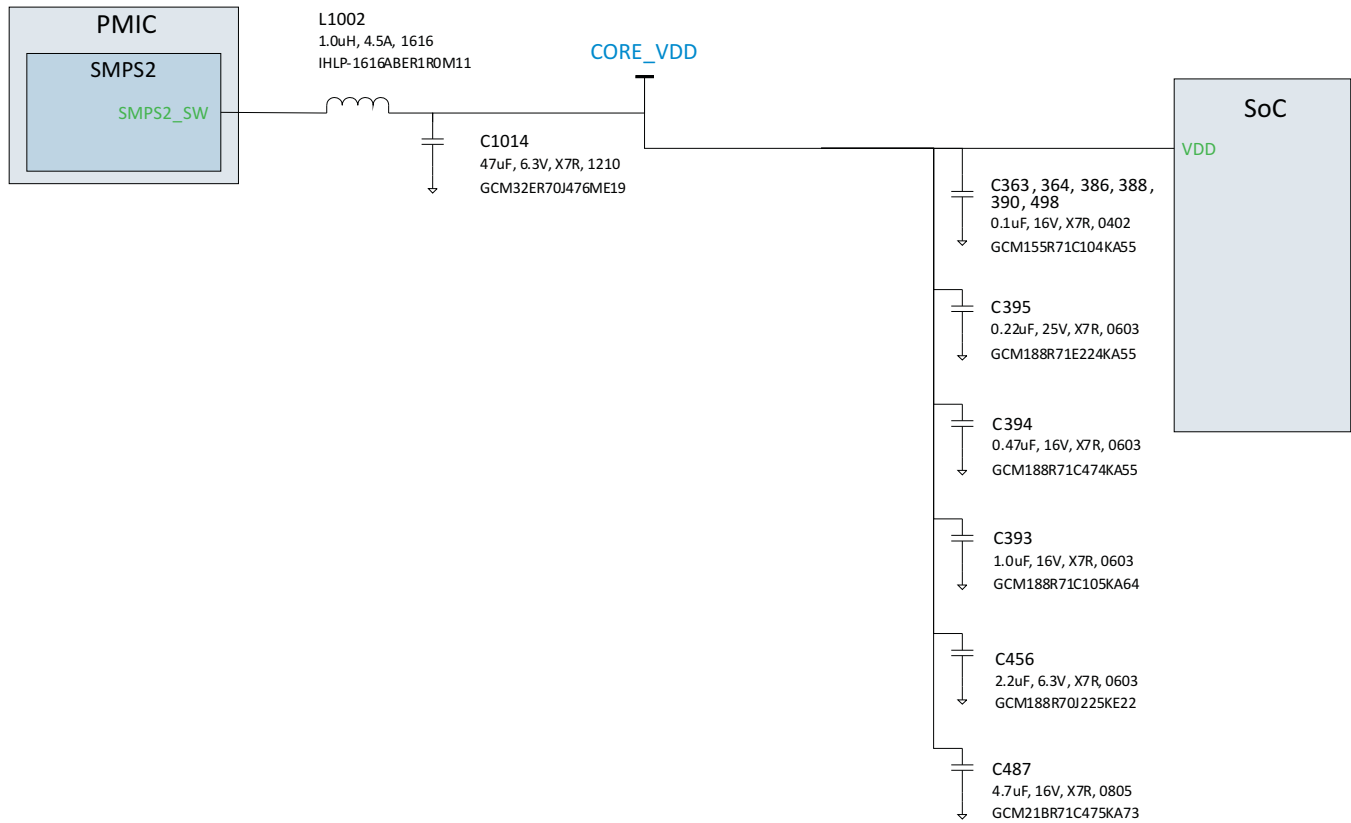 PMIC
SMPS2
SMPS2_SW
L1002
1.0uH, 4.5A, 1616
IHLP-1616ABER1R0M11
CORE_VDD
C1014
47uF, 6.3V, X7R, 1210
GCM32ER70J476ME19
SoC
VDD
C363, 364, 386, 388,
390, 498
0.1uF, 16V, X7R, 0402
GCM155R71C104KA55
C395
0.22uF, 25V, X7R, 0603
GCM188R71E224KA55
C394
0.47uF, 16V, X7R, 0603
GCM188R71C474KA55
C393
1.0uF, 16V, X7R, 0603
GCM188R71C105KA64
C456
2.2uF, 6.3V, X7R, 0603
GCM188R70J225KE22
C487
4.7uF, 16V, X7R, 0805
GCM21BR71C475KA73